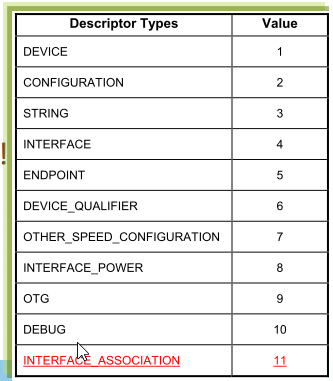 Descriptor Types Value
DEVICE 1
CONFIGURATION 2
STRING 3
INTERFACE 4
ENDPOINT 5
DEVICE_QUALIFIER 6
OTHER_SPEED_CONFIGURATION 7
INTERFACE_POWER 8
OTG 9
DEBUG 10
INTERFACE_ASSOCIATION 11
!